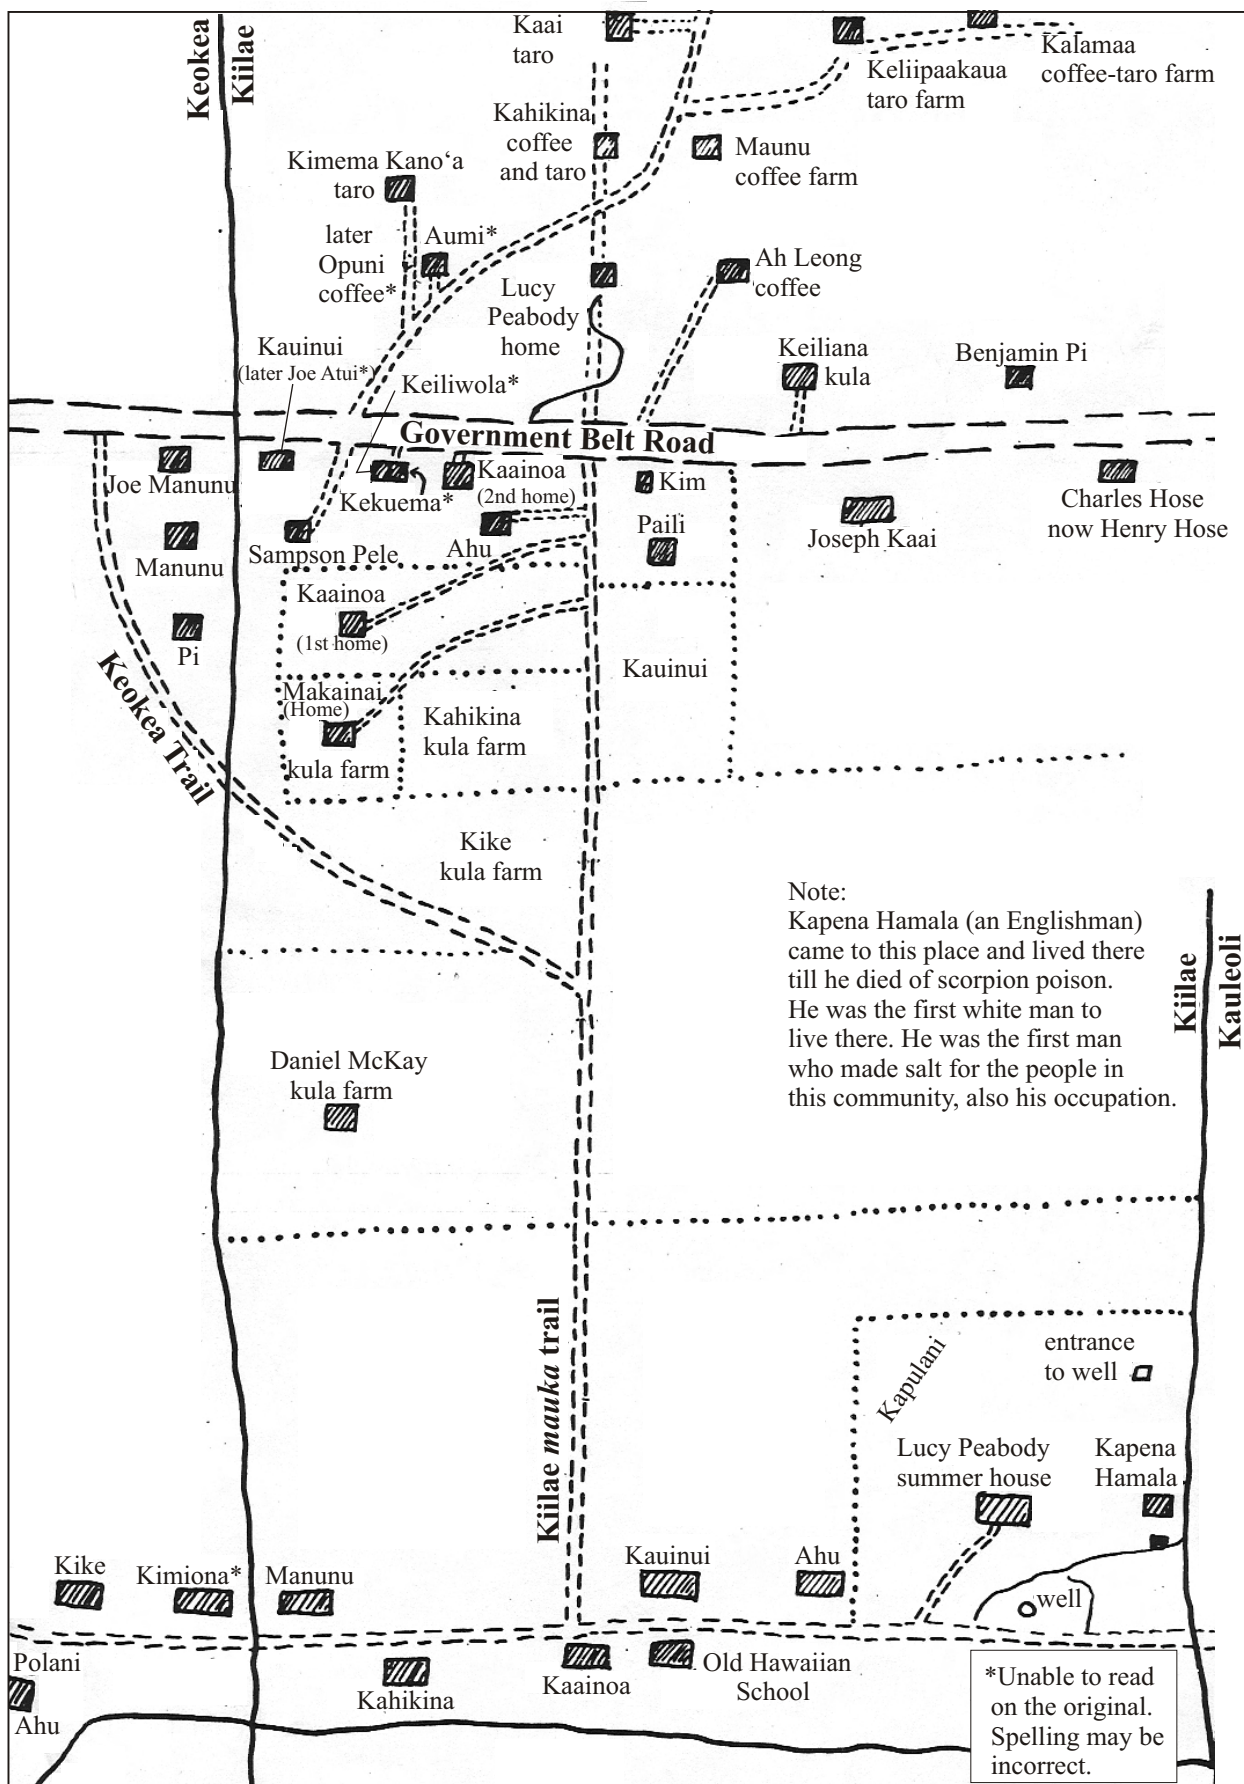 Keokea
Kiilae
Kaai
taro
Kalamaa
coffee-taro farm
Keliipaakaua
taro farm
Kahikina
coffee
and taro
Maunu
coffee farm
Kimema Kano‘a
taro
later
Opuni
coffee*
Aumi*
Lucy
Peabody
home
Ah Leong
coffee
Kauinui
(later Joe Atui*)
Keiliwola*
Keiliana
kula
Benjamin Pi
Government Belt Road
Joe Manunu
Kekuema*
Kaainoa
(2nd home)
Kim
Charles Hose
now Henry Hose
Manunu
Sampson Pele
Ahu
Paili
Joseph Kaai
Kaainoa
(1st home)
Pi
Kauinui
Keokea Trail
Makainai
(Home)
kula farm
Kahikina
kula farm
Kike
kula farm
Note:
Kapena Hamala (an Englishman)
came to this place and lived there
till he died of scorpion poison.
He was the first white man to
live there. He was the first man
who made salt for the people in
this community, also his occupation.
Kiilae
Kauleoli
Daniel McKay
kula farm
Kiilae mauka trail
Kapulani
entrance
to well
Lucy Peabody
summer house
Kapena
Hamala
Kike
Kimiona*
Manunu
Kauinui
Ahu
well
Polani
Ahu
Kahikina
Kaainoa
Old Hawaiian
School
*Unable to read
on the original.
Spelling may be
incorrect.